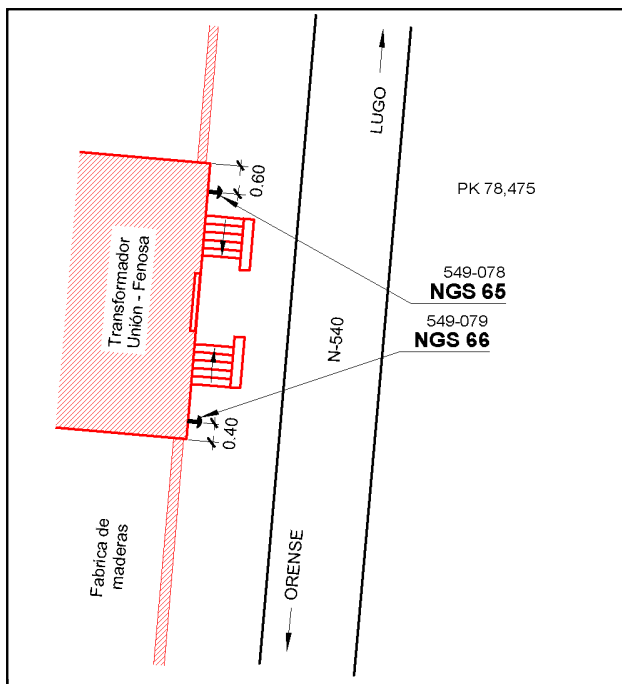 LUGO
0.60
PK 78,475
Transformador
Unión - Fenosa
549-078
NGS 65
549-079
NGS 66
N-540
0.40
Fabrica de
maderas
ORENSE